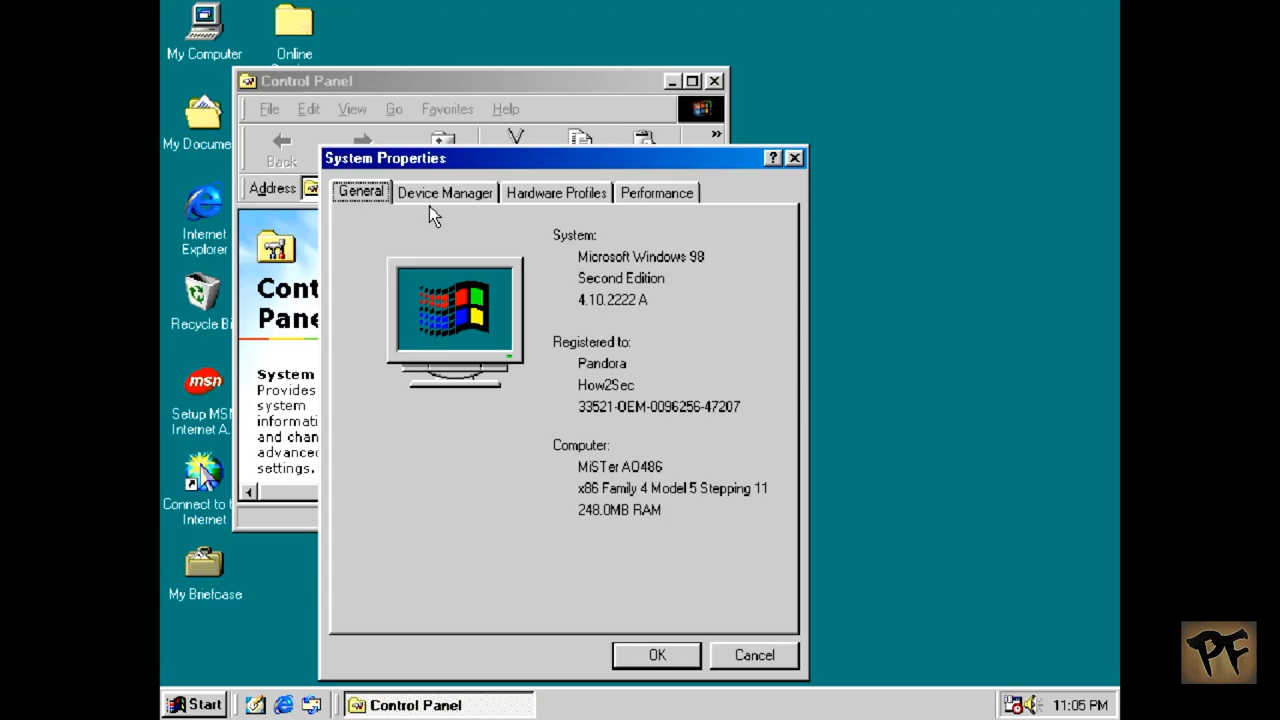 My Computer
Online
My Docume
Internet
Explorer
Recycle Bi
msn
Setup MS
Internet A.
Connect to t
Internet
My Briefcase
Control Panel
File Edit View Go Favorites Help
Back
»
Address
Cont
Pane
System
Provides
system
informati
and chan
advanced
settings.
System Properties
General Device Manager Hardware Profiles Performance
System:
Microsoft Windows 98
Second Edition
4.10.2222 A
Registered to:
Pandora
How2Sec
33521-OEM-0096256-47207
Computer:
MiSTer AO486
x86 Family 4 Model 5 Stepping 11
248.0MB RAM
OK Cancel
Start
Control Panel
11:05 PM
PF